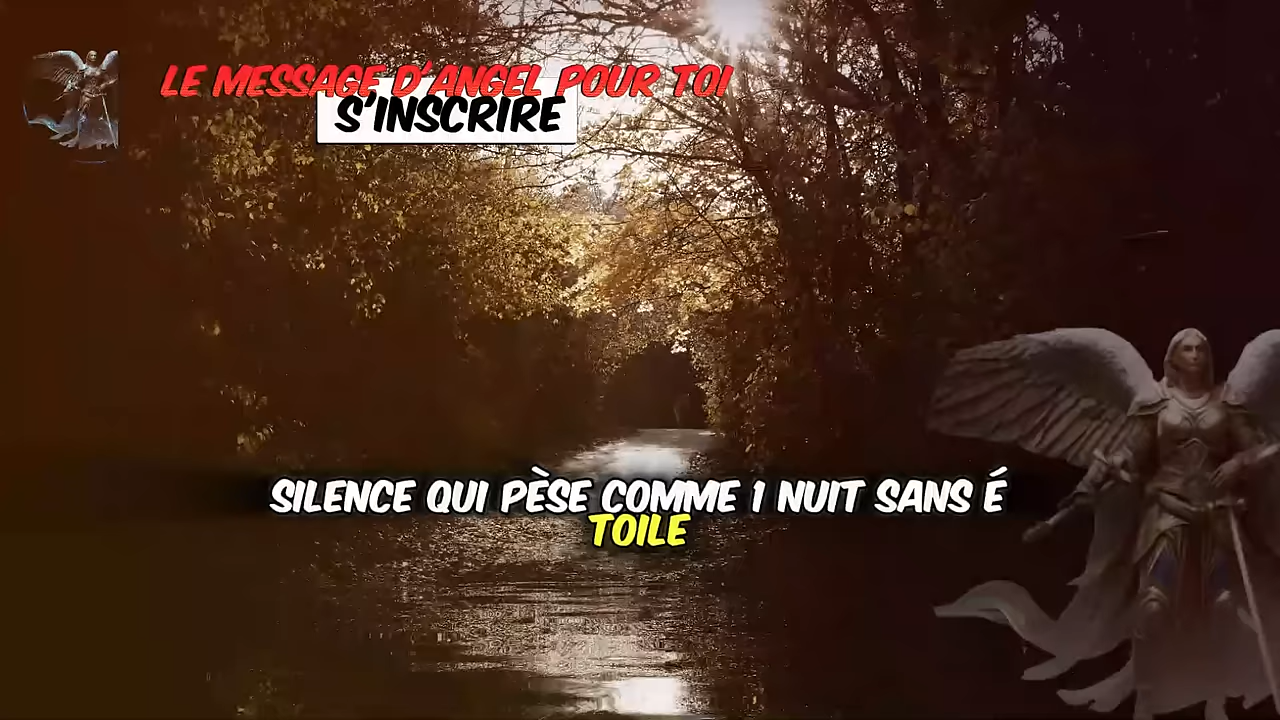 LE MESSAGE D'ANGEL POUR TOI
S'INSCRIRE
SILENCE QUI PÈSE COMME 1 NUIT SANS É
TOILE